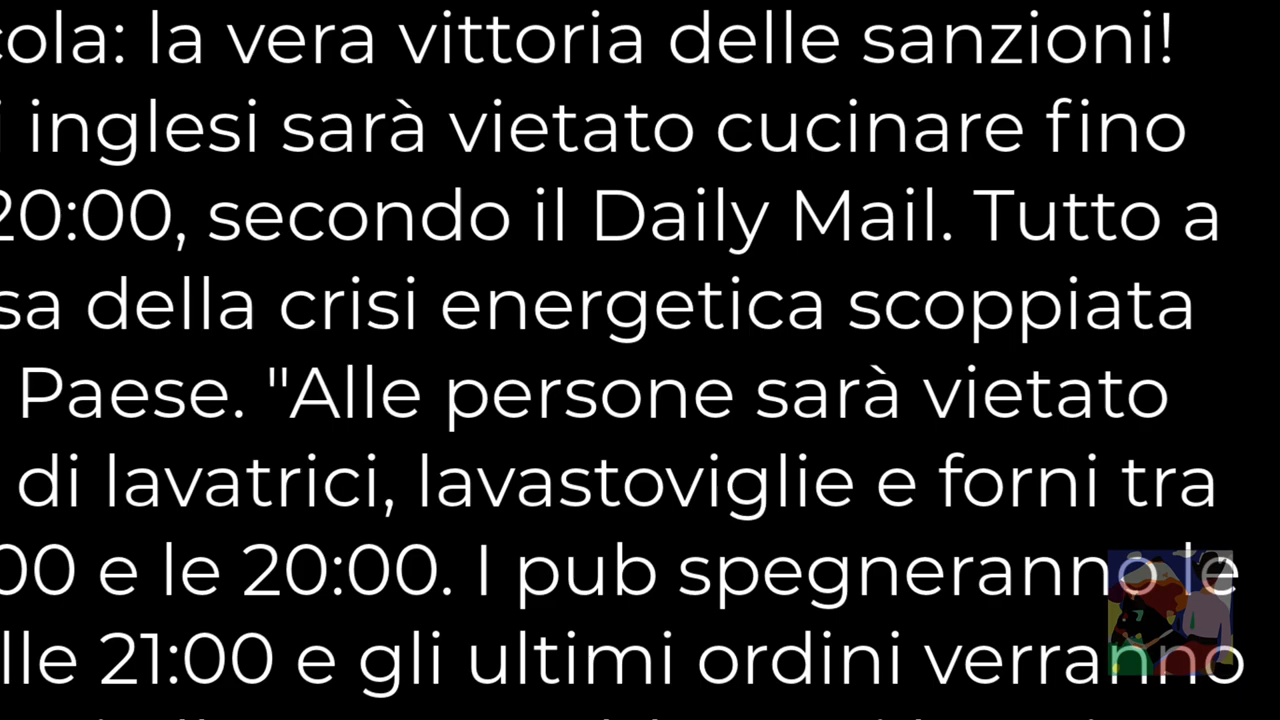 cola: la vera vittoria delle sanzioni!
i inglesi sarà vietato cucinare fino
20:00, secondo il Daily Mail. Tutto a
sa della crisi energetica scoppiata
Paese. "Alle persone sarà vietato
di lavatrici, lavastoviglie e forni tra
00 e le 20:00. I pub spegneranno le
lle 21:00 e gli ultimi ordini verranno